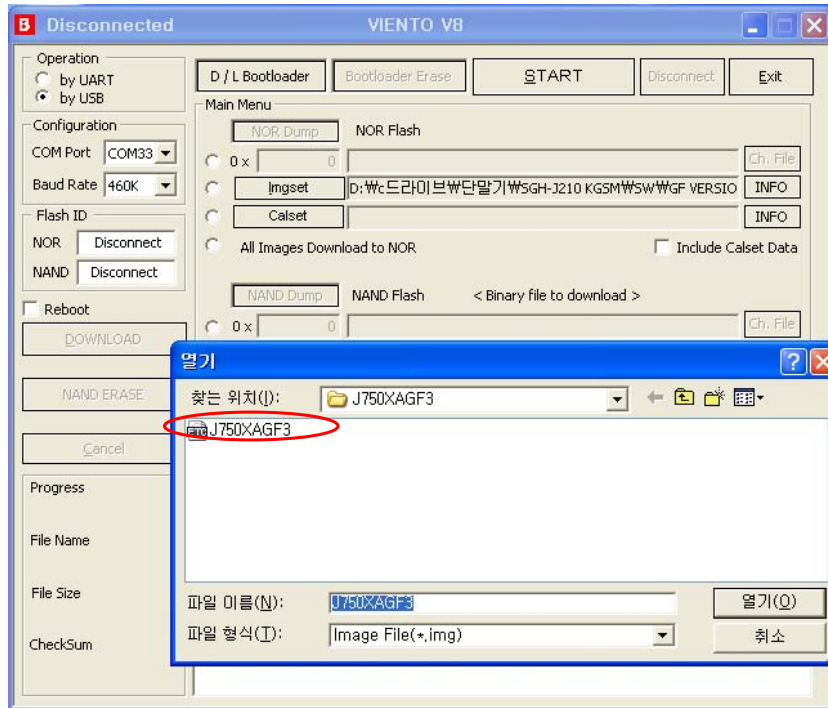 B Disconnected VIENTO V8
Operation
by UART
by USB
D / L Bootloader Bootloader Erase START Disconnect Exit
Main Menu
Configuration
COM Port COM33
Baud Rate 460K
NOR Dump NOR Flash
0 x 0 Ch. File
Imgset D:₩c드라이브₩단말기₩SGH-J210 KGSM₩SW₩GF VERSIO INFO
Calset INFO
All Images Download to NOR Include Calset Data
Flash ID
NOR Disconnect
NAND Disconnect
NAND Dump NAND Flash < Binary file to download >
0 x 0 Ch. File
Reboot
DOWNLOAD
NAND ERASE
Cancel
Progress
File Name
File Size
CheckSum
열기
찾는 위치(I): J750XAGF3
J750XAGF3
파일 이름(N): J750XAGF3 열기(O)
파일 형식(T): Image File(*.img) 취소